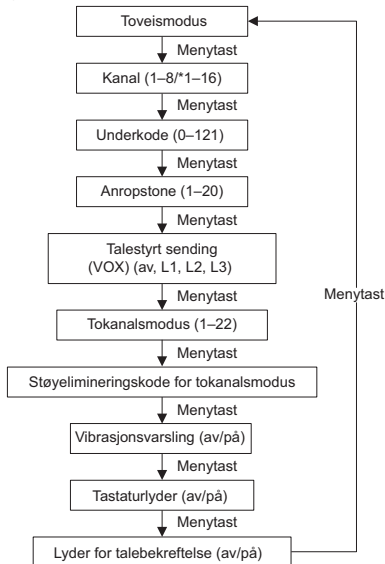 Toveismodus
Menytast
Kanal (1–8/*1–16)
Menytast
Underkode (0–121)
Menytast
Anropstone (1–20)
Menytast
Talestyrt sending
(VOX) (av, L1, L2, L3)
Menytast
Menytast
Tokanalsmodus (1–22)
Menytast
Støyelimineringskode for tokanalsmodus
Menytast
Vibrasjonsvarsling (av/på)
Menytast
Tastaturlyder (av/på)
Menytast
Lyder for talebekreftelse (av/på)